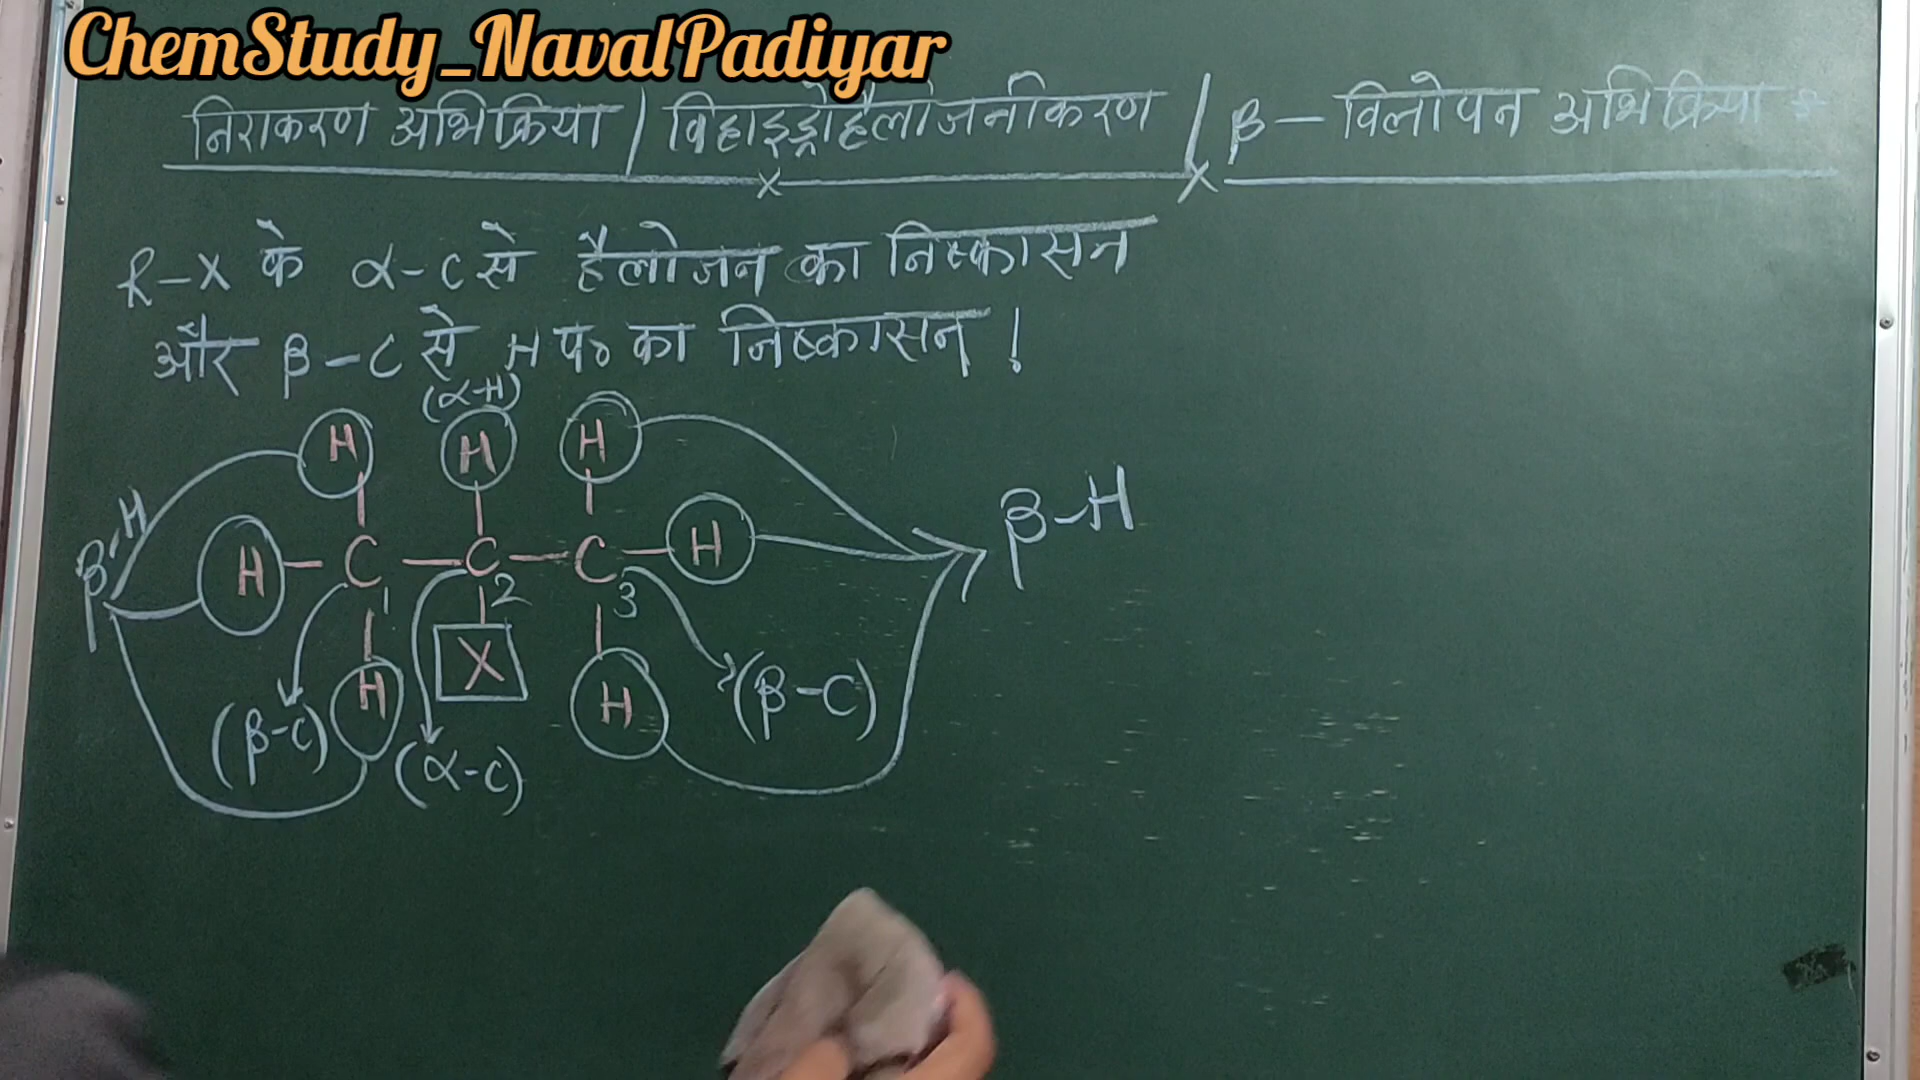 ChemStudy_NavalPadiyar
निराकरण अभिक्रिया / विहाइड्रोहैलोजनीकरण / β – विलोपन अभिक्रिया
R-X के α-C से हैलोजन का निष्कासन
और β-C से H प० का निष्कासन !
(α-H)
H H H
β-H
H - C - C - C - H
β-H
1 2 3
H X H
(β-C) (α-C) (β-C)